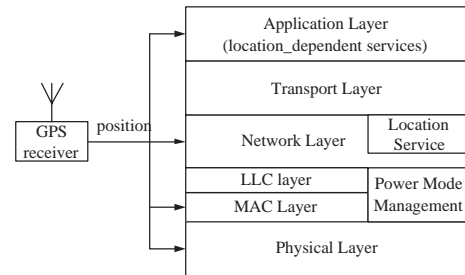 Application Layer
(location_dependent services)
Transport Layer
GPS
receiver
position
Network Layer
Location
Service
LLC layer
MAC Layer
Power Mode
Management
Physical Layer